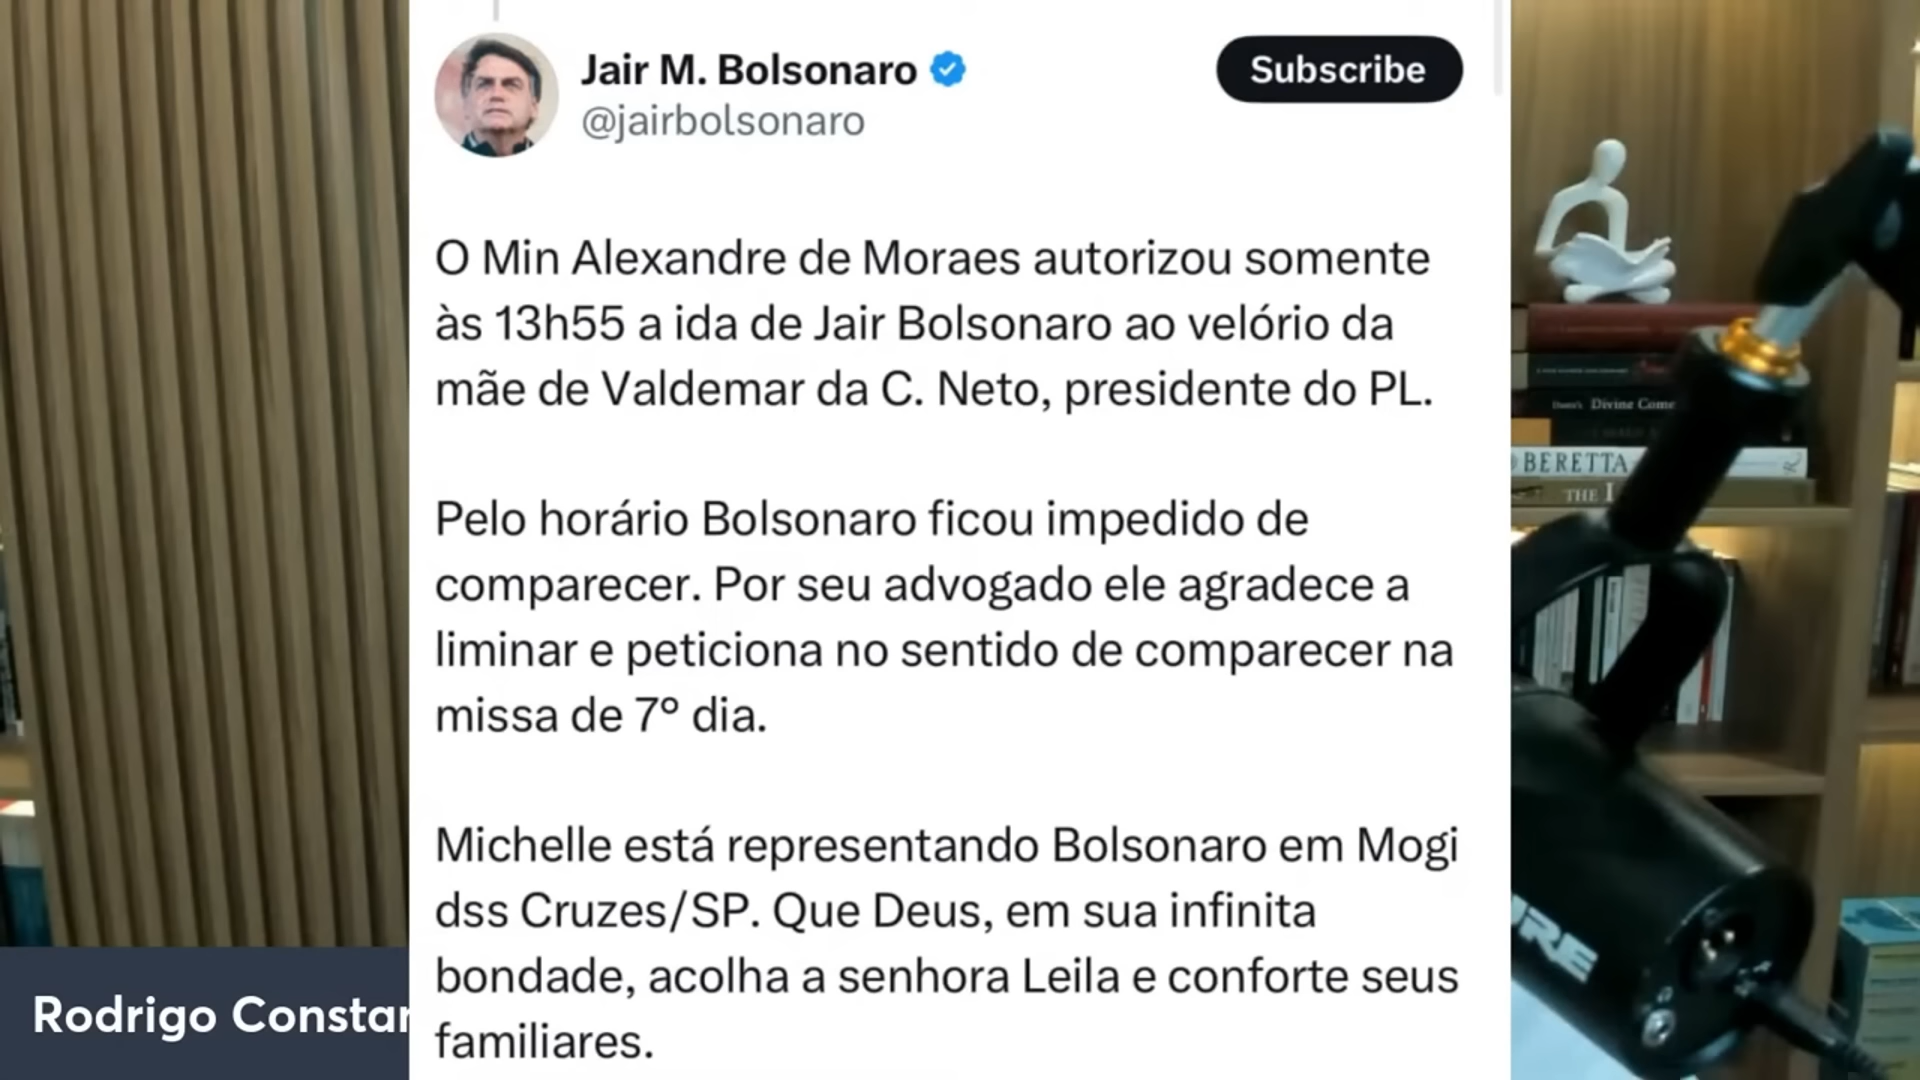 Jair M. Bolsonaro
Subscribe
@jairbolsonaro
O Min Alexandre de Moraes autorizou somente
às 13h55 a ida de Jair Bolsonaro ao velório da
mãe de Valdemar da C. Neto, presidente do PL.
Pelo horário Bolsonaro ficou impedido de
comparecer. Por seu advogado ele agradece a
liminar e peticiona no sentido de comparecer na
missa de 7º dia.
Michelle está representando Bolsonaro em Mogi
dss Cruzes/SP. Que Deus, em sua infinita
bondade, acolha a senhora Leila e conforte seus
familiares.
Rodrigo Constan
Divine Come
BERETTA
THE
URE